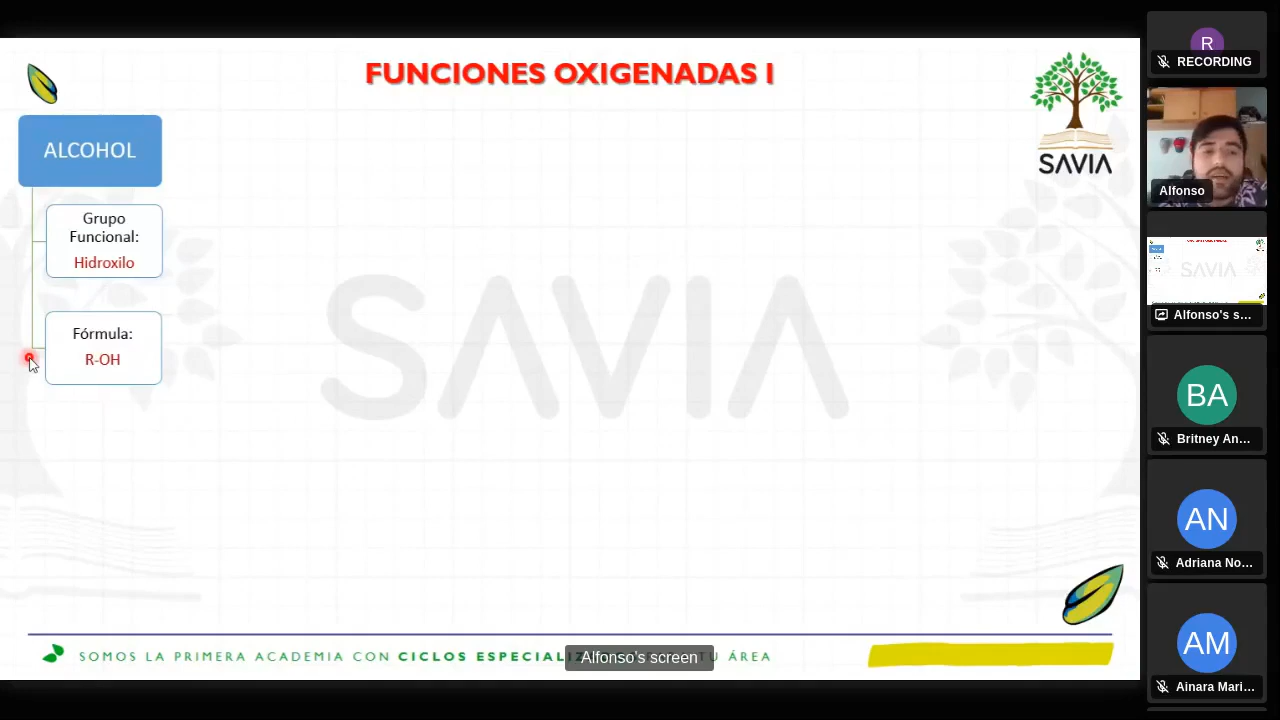 FUNCIONES OXIGENADAS I
SAVIA
ALCOHOL
Grupo
Funcional:
Hidroxilo
Fórmula:
R-OH
SAVIA
SOMOS LA PRIMERA ACADEMIA CON CICLOS TU ÁREA
Alfonso's screen
R
RECORDING
Alfonso
SAVIA
Alfonso's s...
BA
Britney An...
AN
Adriana No...
AM
Ainara Mari...